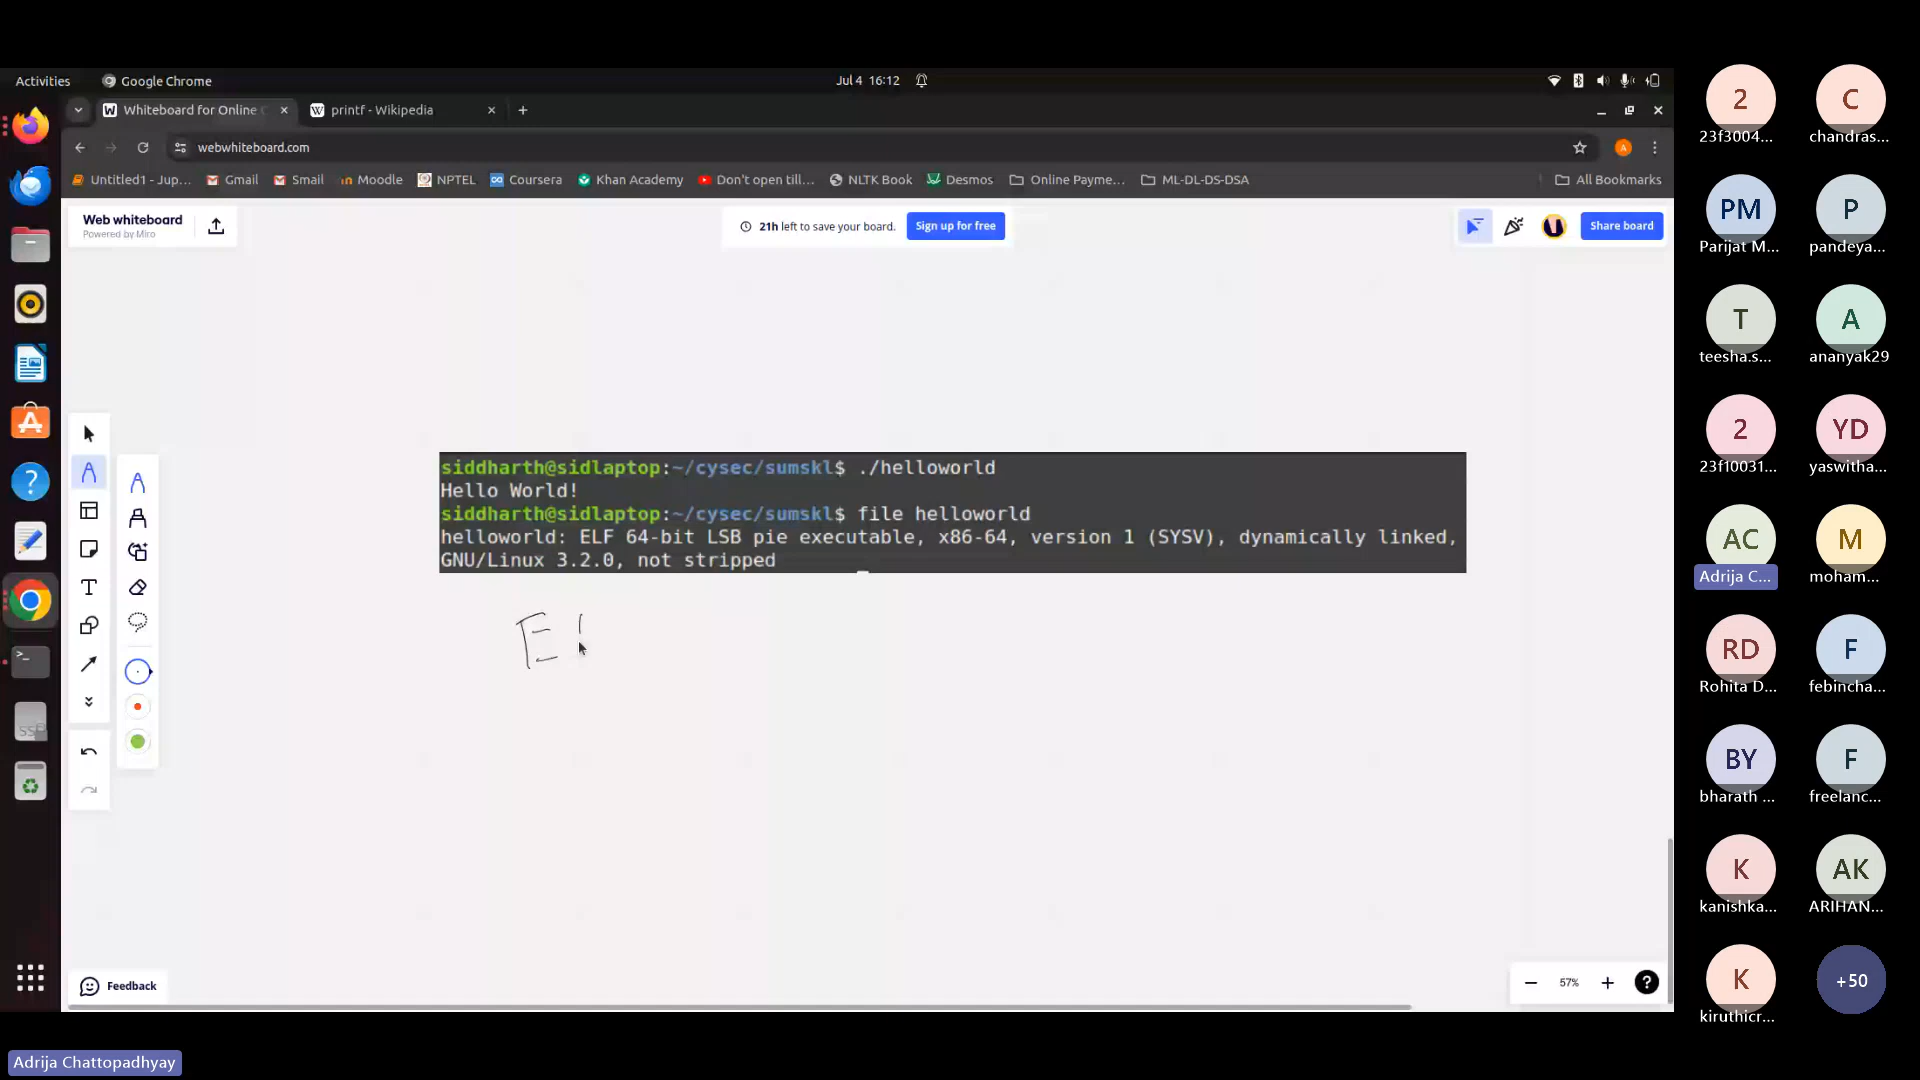 Activities
Google Chrome
Jul 4 16:12
Whiteboard for Online C
printf - Wikipedia
webwhiteboard.com
Untitled1 - Jup...
Gmail
Smail
Moodle
NPTEL
Coursera
Khan Academy
Don't open till...
NLTK Book
Desmos
Online Payme...
ML-DL-DS-DSA
All Bookmarks
Web whiteboard
Powered by Miro
21h left to save your board.
Sign up for free
Share board
siddharth@sidlaptop:~/cysec/sumskl$ ./helloworld
Hello World!
siddharth@sidlaptop:~/cysec/sumskl$ file helloworld
helloworld: ELF 64-bit LSB pie executable, x86-64, version 1 (SYSV), dynamically linked,
GNU/Linux 3.2.0, not stripped
E
Feedback
57%
2
23f3004...
C
chandras...
PM
Parijat M...
P
pandeya...
T
teesha.s...
A
ananyak29
2
23f10031...
YD
yaswitha...
AC
Adrija C...
M
moham...
RD
Rohita D...
F
febincha...
BY
bharath ...
F
freelanc...
K
kanishka...
AK
ARIHAN...
K
kiruthicr...
+50
Adrija Chattopadhyay